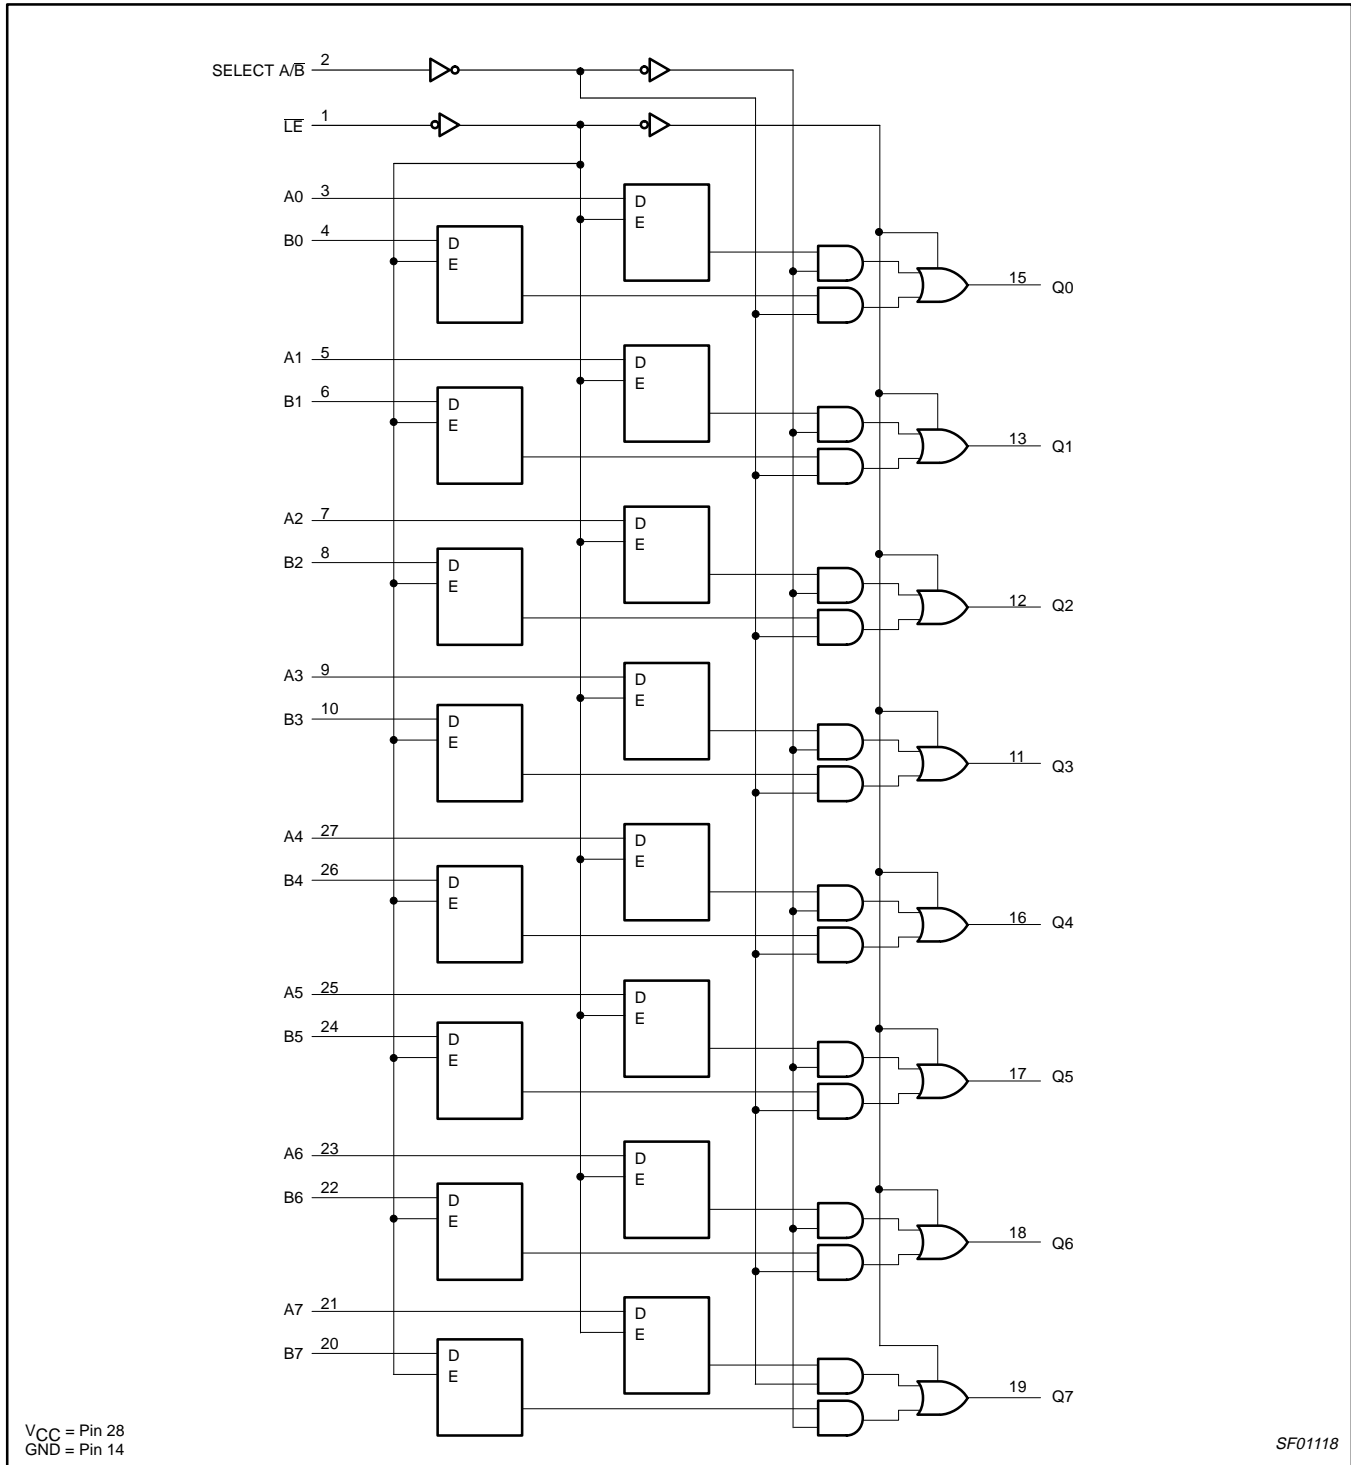 SELECT A/B̅ 2
L̅E̅ 1
A0 3
D
E
B0 4
D
E
15 Q0
A1 5
D
E
B1 6
D
E
13 Q1
A2 7
D
E
B2 8
D
E
12 Q2
A3 9
D
E
B3 10
D
E
11 Q3
A4 27
D
E
B4 26
D
E
16 Q4
A5 25
D
E
B5 24
D
E
17 Q5
A6 23
D
E
B6 22
D
E
18 Q6
A7 21
D
E
B7 20
D
E
19 Q7
VCC = Pin 28
GND = Pin 14
SF01118